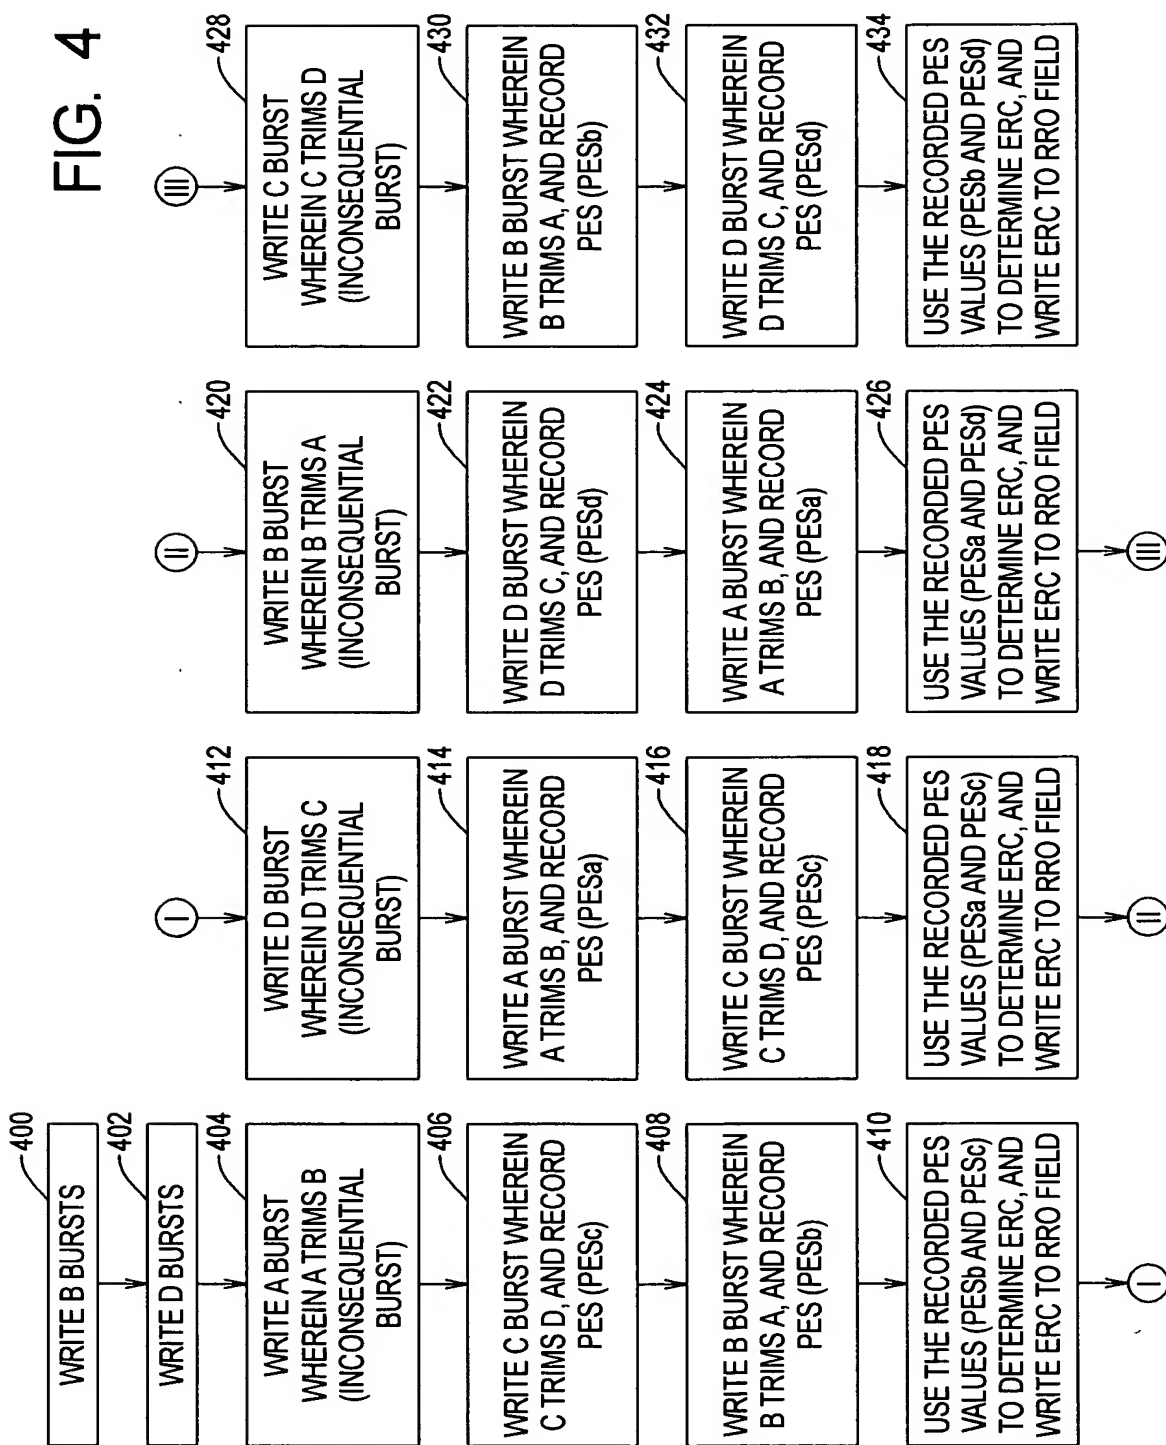 FIG. 4
400
WRITE B BURSTS
402
WRITE D BURSTS
404
WRITE A BURST
WHEREIN A TRIMS B
(INCONSEQUENTIAL
BURST)
406
WRITE C BURST WHEREIN
C TRIMS D, AND RECORD
PES (PESc)
408
WRITE B BURST WHEREIN
B TRIMS A, AND RECORD
PES (PESb)
410
USE THE RECORDED PES
VALUES (PESb AND PESc)
TO DETERMINE ERC, AND
WRITE ERC TO RRO FIELD
I
I
412
WRITE D BURST
WHEREIN D TRIMS C
(INCONSEQUENTIAL
BURST)
414
WRITE A BURST WHEREIN
A TRIMS B, AND RECORD
PES (PESa)
416
WRITE C BURST WHEREIN
C TRIMS D, AND RECORD
PES (PESc)
418
USE THE RECORDED PES
VALUES (PESa AND PESc)
TO DETERMINE ERC, AND
WRITE ERC TO RRO FIELD
II
II
420
WRITE B BURST
WHEREIN B TRIMS A
(INCONSEQUENTIAL
BURST)
422
WRITE D BURST WHEREIN
D TRIMS C, AND RECORD
PES (PESd)
424
WRITE A BURST WHEREIN
A TRIMS B, AND RECORD
PES (PESa)
426
USE THE RECORDED PES
VALUES (PESa AND PESd)
TO DETERMINE ERC, AND
WRITE ERC TO RRO FIELD
III
III
428
WRITE C BURST
WHEREIN C TRIMS D
(INCONSEQUENTIAL
BURST)
430
WRITE B BURST WHEREIN
B TRIMS A, AND RECORD
PES (PESb)
432
WRITE D BURST WHEREIN
D TRIMS C, AND RECORD
PES (PESd)
434
USE THE RECORDED PES
VALUES (PESb AND PESd)
TO DETERMINE ERC, AND
WRITE ERC TO RRO FIELD